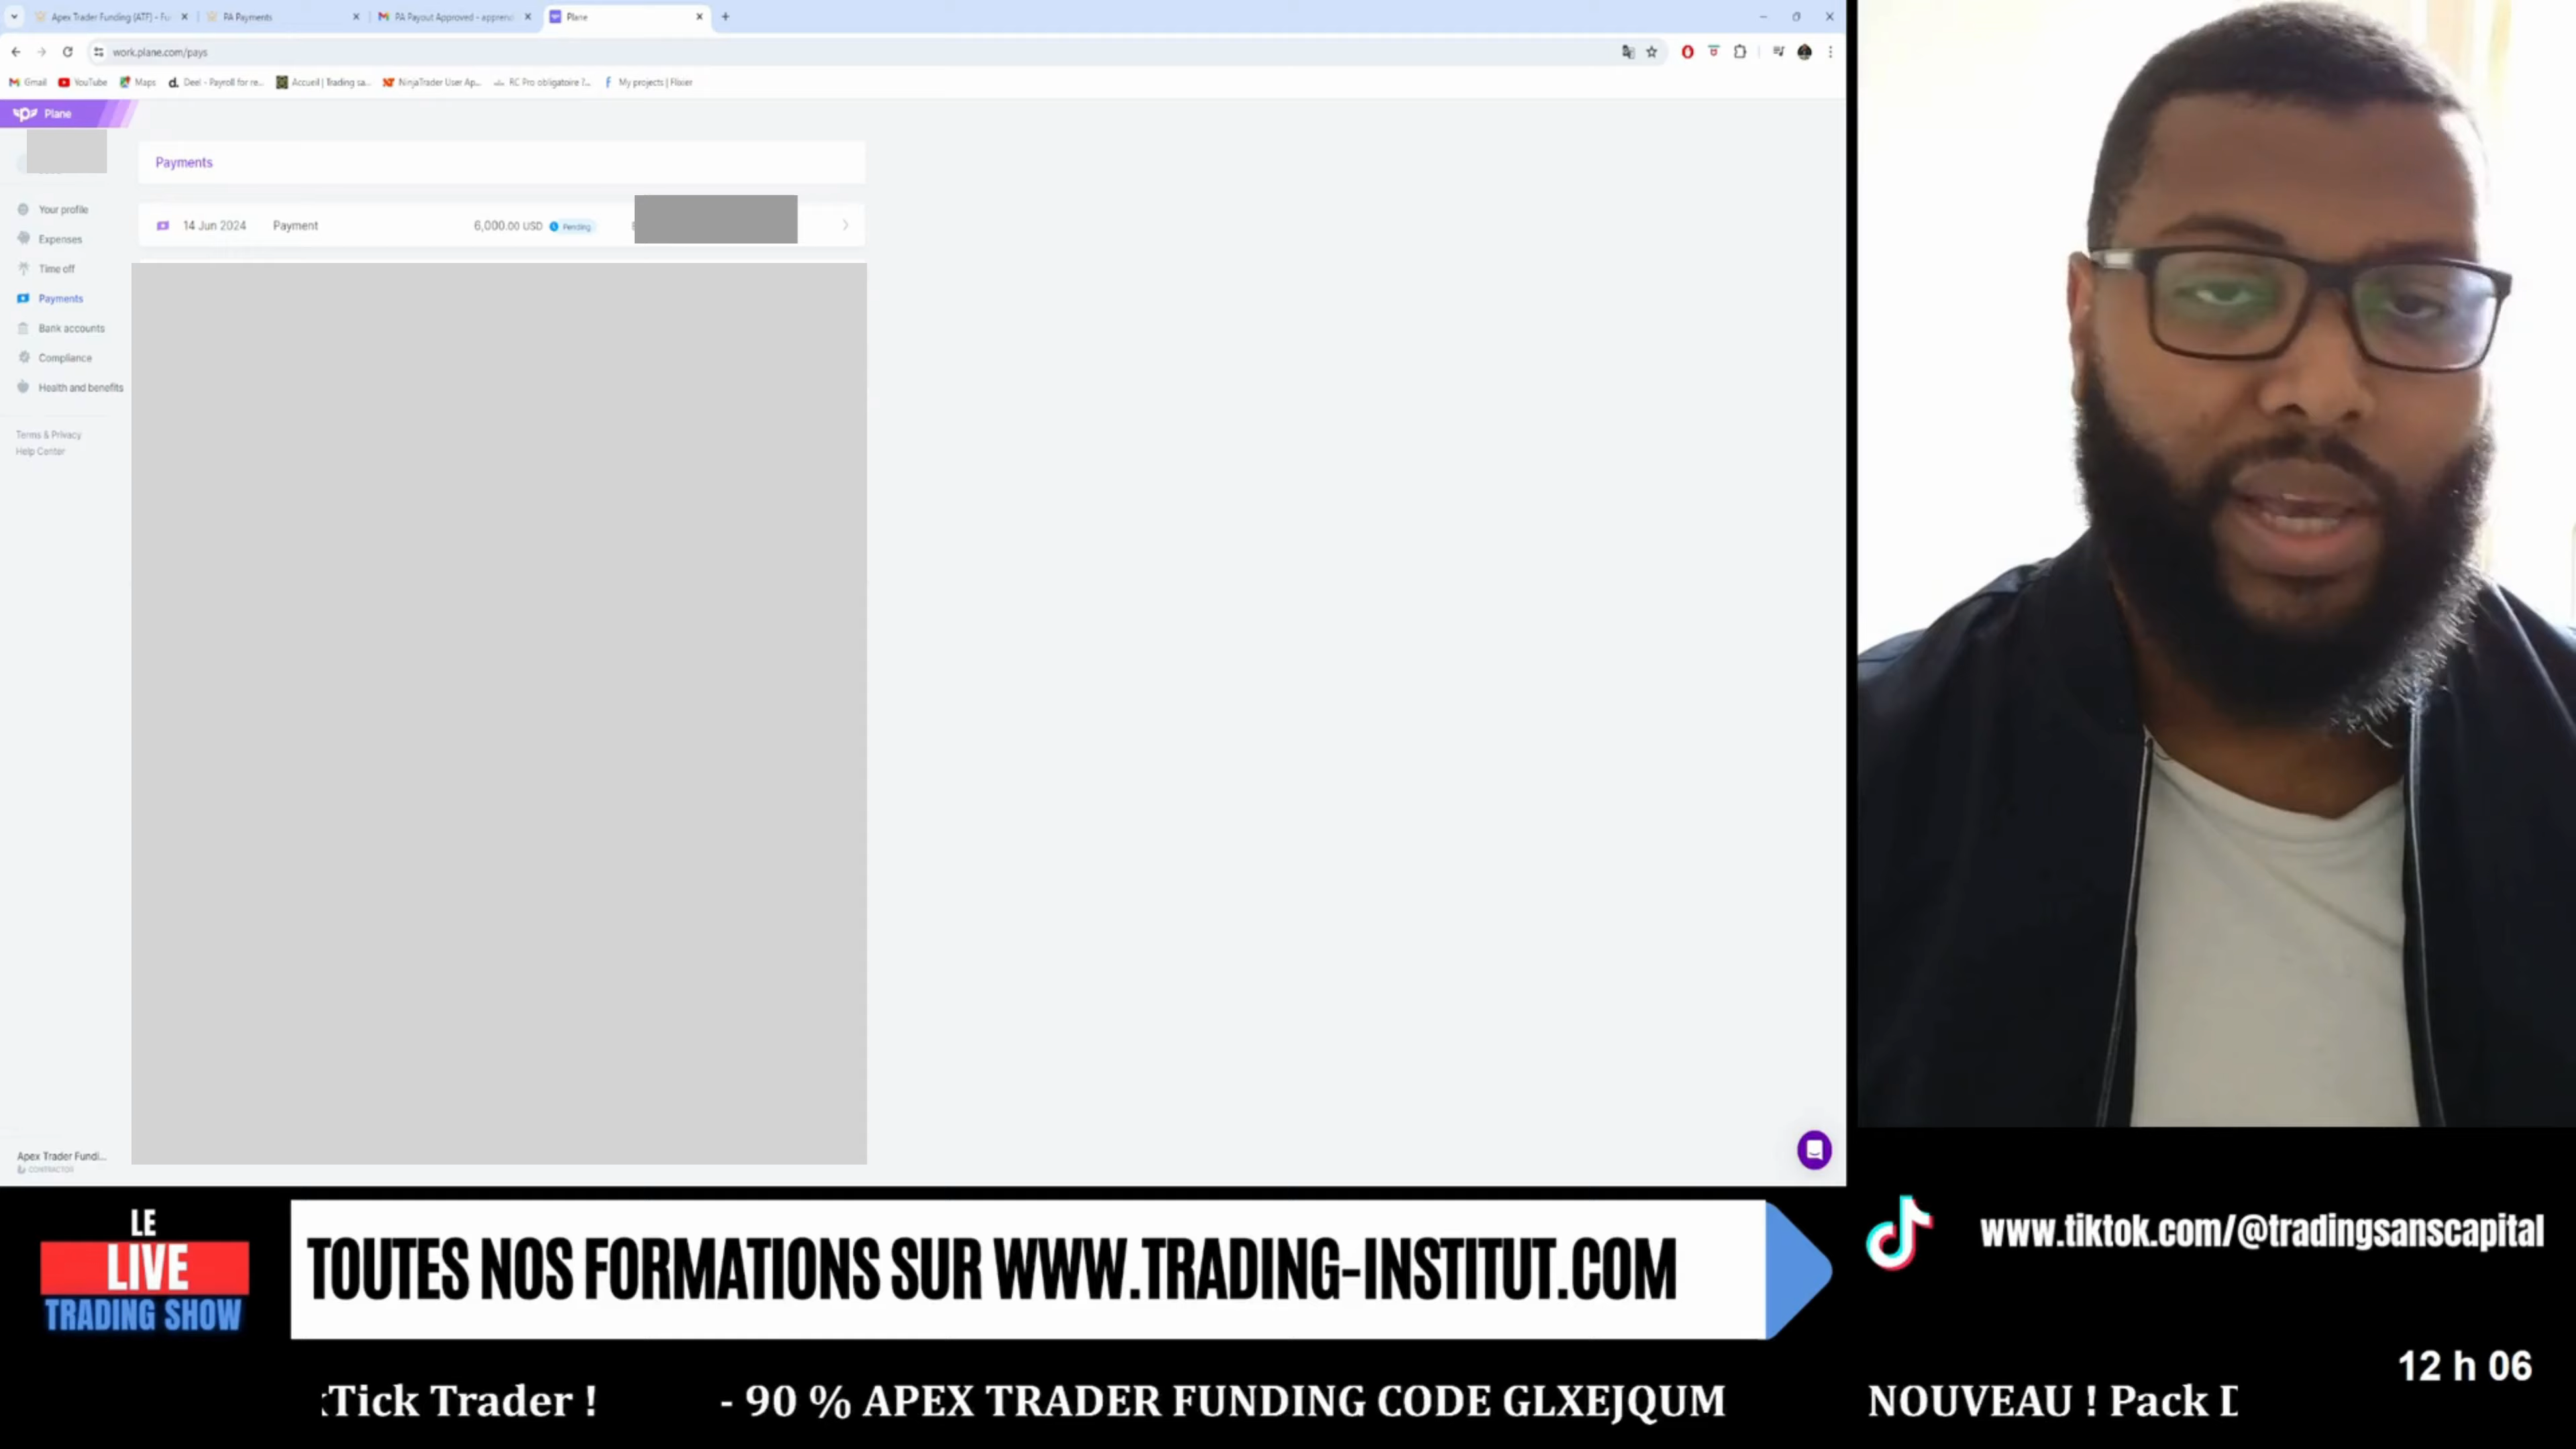 Apex Trader Funding (ATF) - Fu
PA Payments
PA Payout Approved - apprend
Plane
work.plane.com/pays
Gmail
YouTube
Maps
Deel - Payroll for re...
Accueil | Trading sa...
NinjaTrader User Ap...
RC Pro obligatoire ?...
My projects | Flixier
Plane
Payments
Your profile
14 Jun 2024 Payment 6,000.00 USD Pending
Expenses
Time off
Payments
Bank accounts
Compliance
Health and benefits
Terms & Privacy
Help Center
Apex Trader Fundi...
CONTRACTOR
LE
LIVE
TRADING SHOW
TOUTES NOS FORMATIONS SUR WWW.TRADING-INSTITUT.COM
www.tiktok.com/@tradingsanscapital
12 h 06
Tick Trader !
- 90 % APEX TRADER FUNDING CODE GLXEJQUM
NOUVEAU ! Pack